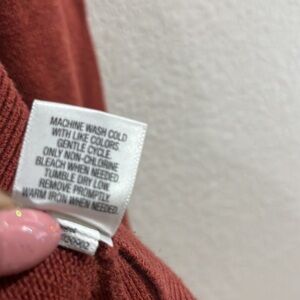 MACHINE WASH COLD
WITH LIKE COLORS
GENTLE CYCLE.
ONLY NON-CHLORINE
BLEACH WHEN NEEDED
TUMBLE DRY LOW.
REMOVE PROMPTLY.
WARM IRON WHEN NEEDED.